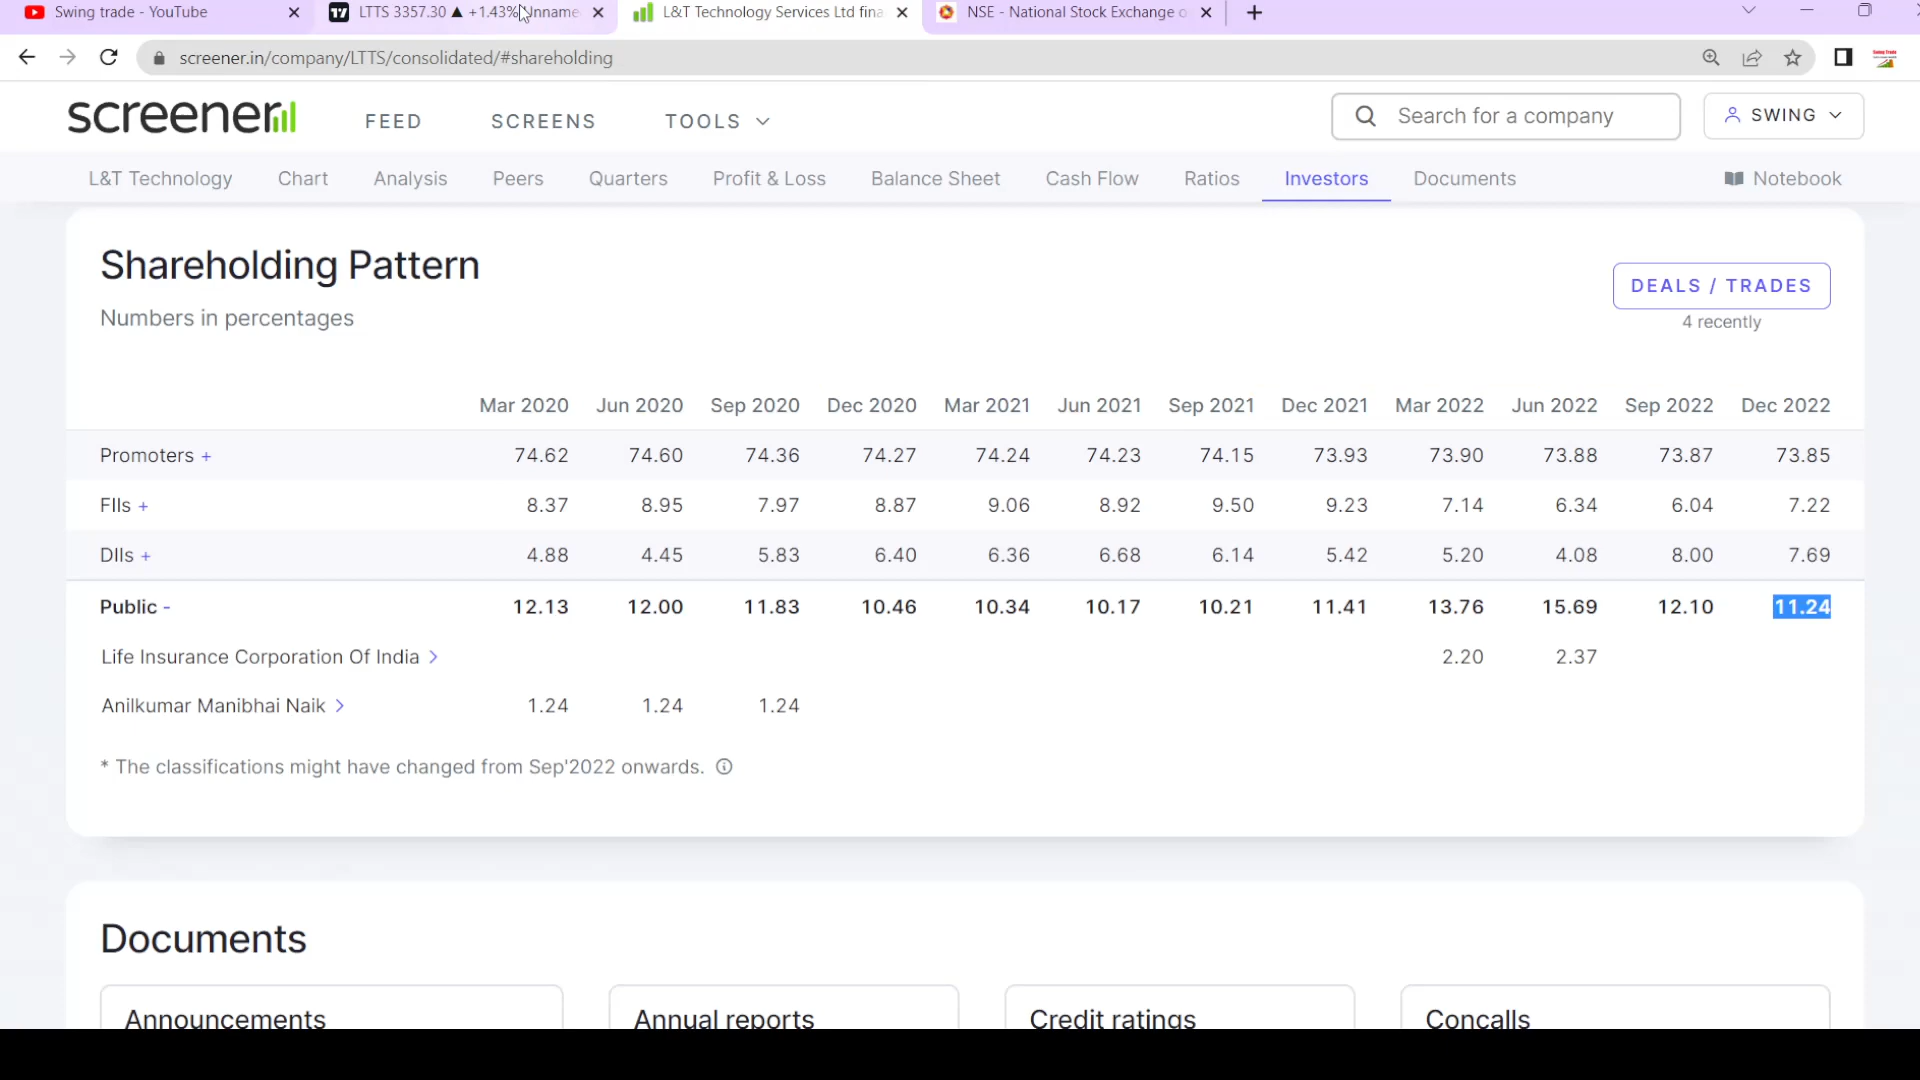 Swing trade - YouTube
LTTS 3357.30 ▲ +1.43% Unname
L&T Technology Services Ltd fina
NSE - National Stock Exchange o
screener.in/company/LTTS/consolidated/#shareholding
screener
FEED SCREENS TOOLS
Search for a company
SWING
L&T Technology Chart Analysis Peers Quarters Profit & Loss Balance Sheet Cash Flow Ratios Investors Documents Notebook
Shareholding Pattern
Numbers in percentages
DEALS / TRADES
4 recently
Mar 2020 Jun 2020 Sep 2020 Dec 2020 Mar 2021 Jun 2021 Sep 2021 Dec 2021 Mar 2022 Jun 2022 Sep 2022 Dec 2022
Promoters + 74.62 74.60 74.36 74.27 74.24 74.23 74.15 73.93 73.90 73.88 73.87 73.85
FIIs + 8.37 8.95 7.97 8.87 9.06 8.92 9.50 9.23 7.14 6.34 6.04 7.22
DIIs + 4.88 4.45 5.83 6.40 6.36 6.68 6.14 5.42 5.20 4.08 8.00 7.69
Public - 12.13 12.00 11.83 10.46 10.34 10.17 10.21 11.41 13.76 15.69 12.10 11.24
Life Insurance Corporation Of India > 2.20 2.37
Anilkumar Manibhai Naik > 1.24 1.24 1.24
* The classifications might have changed from Sep'2022 onwards.
Documents
Announcements Annual reports Credit ratings Concalls